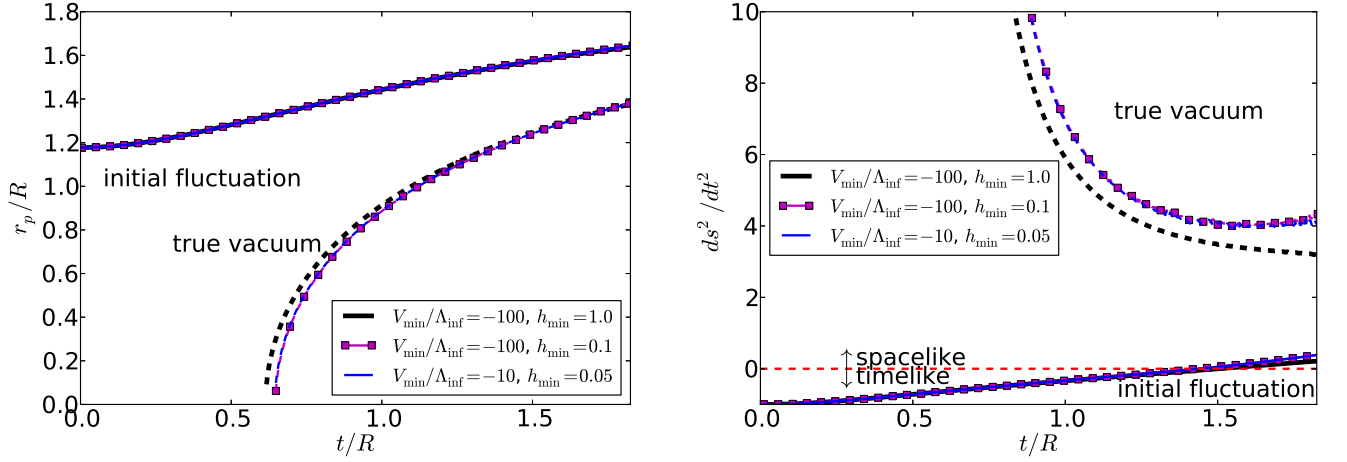 1.8
1.6
1.4
1.2
1.0
0.8
0.6
0.4
0.2
0.0
r_p/R
initial fluctuation
true vacuum
V_min/Λ_inf=−100, h_min=1.0
V_min/Λ_inf=−100, h_min=0.1
V_min/Λ_inf=−10, h_min=0.05
0.0 0.5 1.0 1.5
t/R
10
8
6
4
2
0
ds²/dt²
true vacuum
V_min/Λ_inf=−100, h_min=1.0
V_min/Λ_inf=−100, h_min=0.1
V_min/Λ_inf=−10, h_min=0.05
spacelike
timelike
initial fluctuation
0.0 0.5 1.0 1.5
t/R